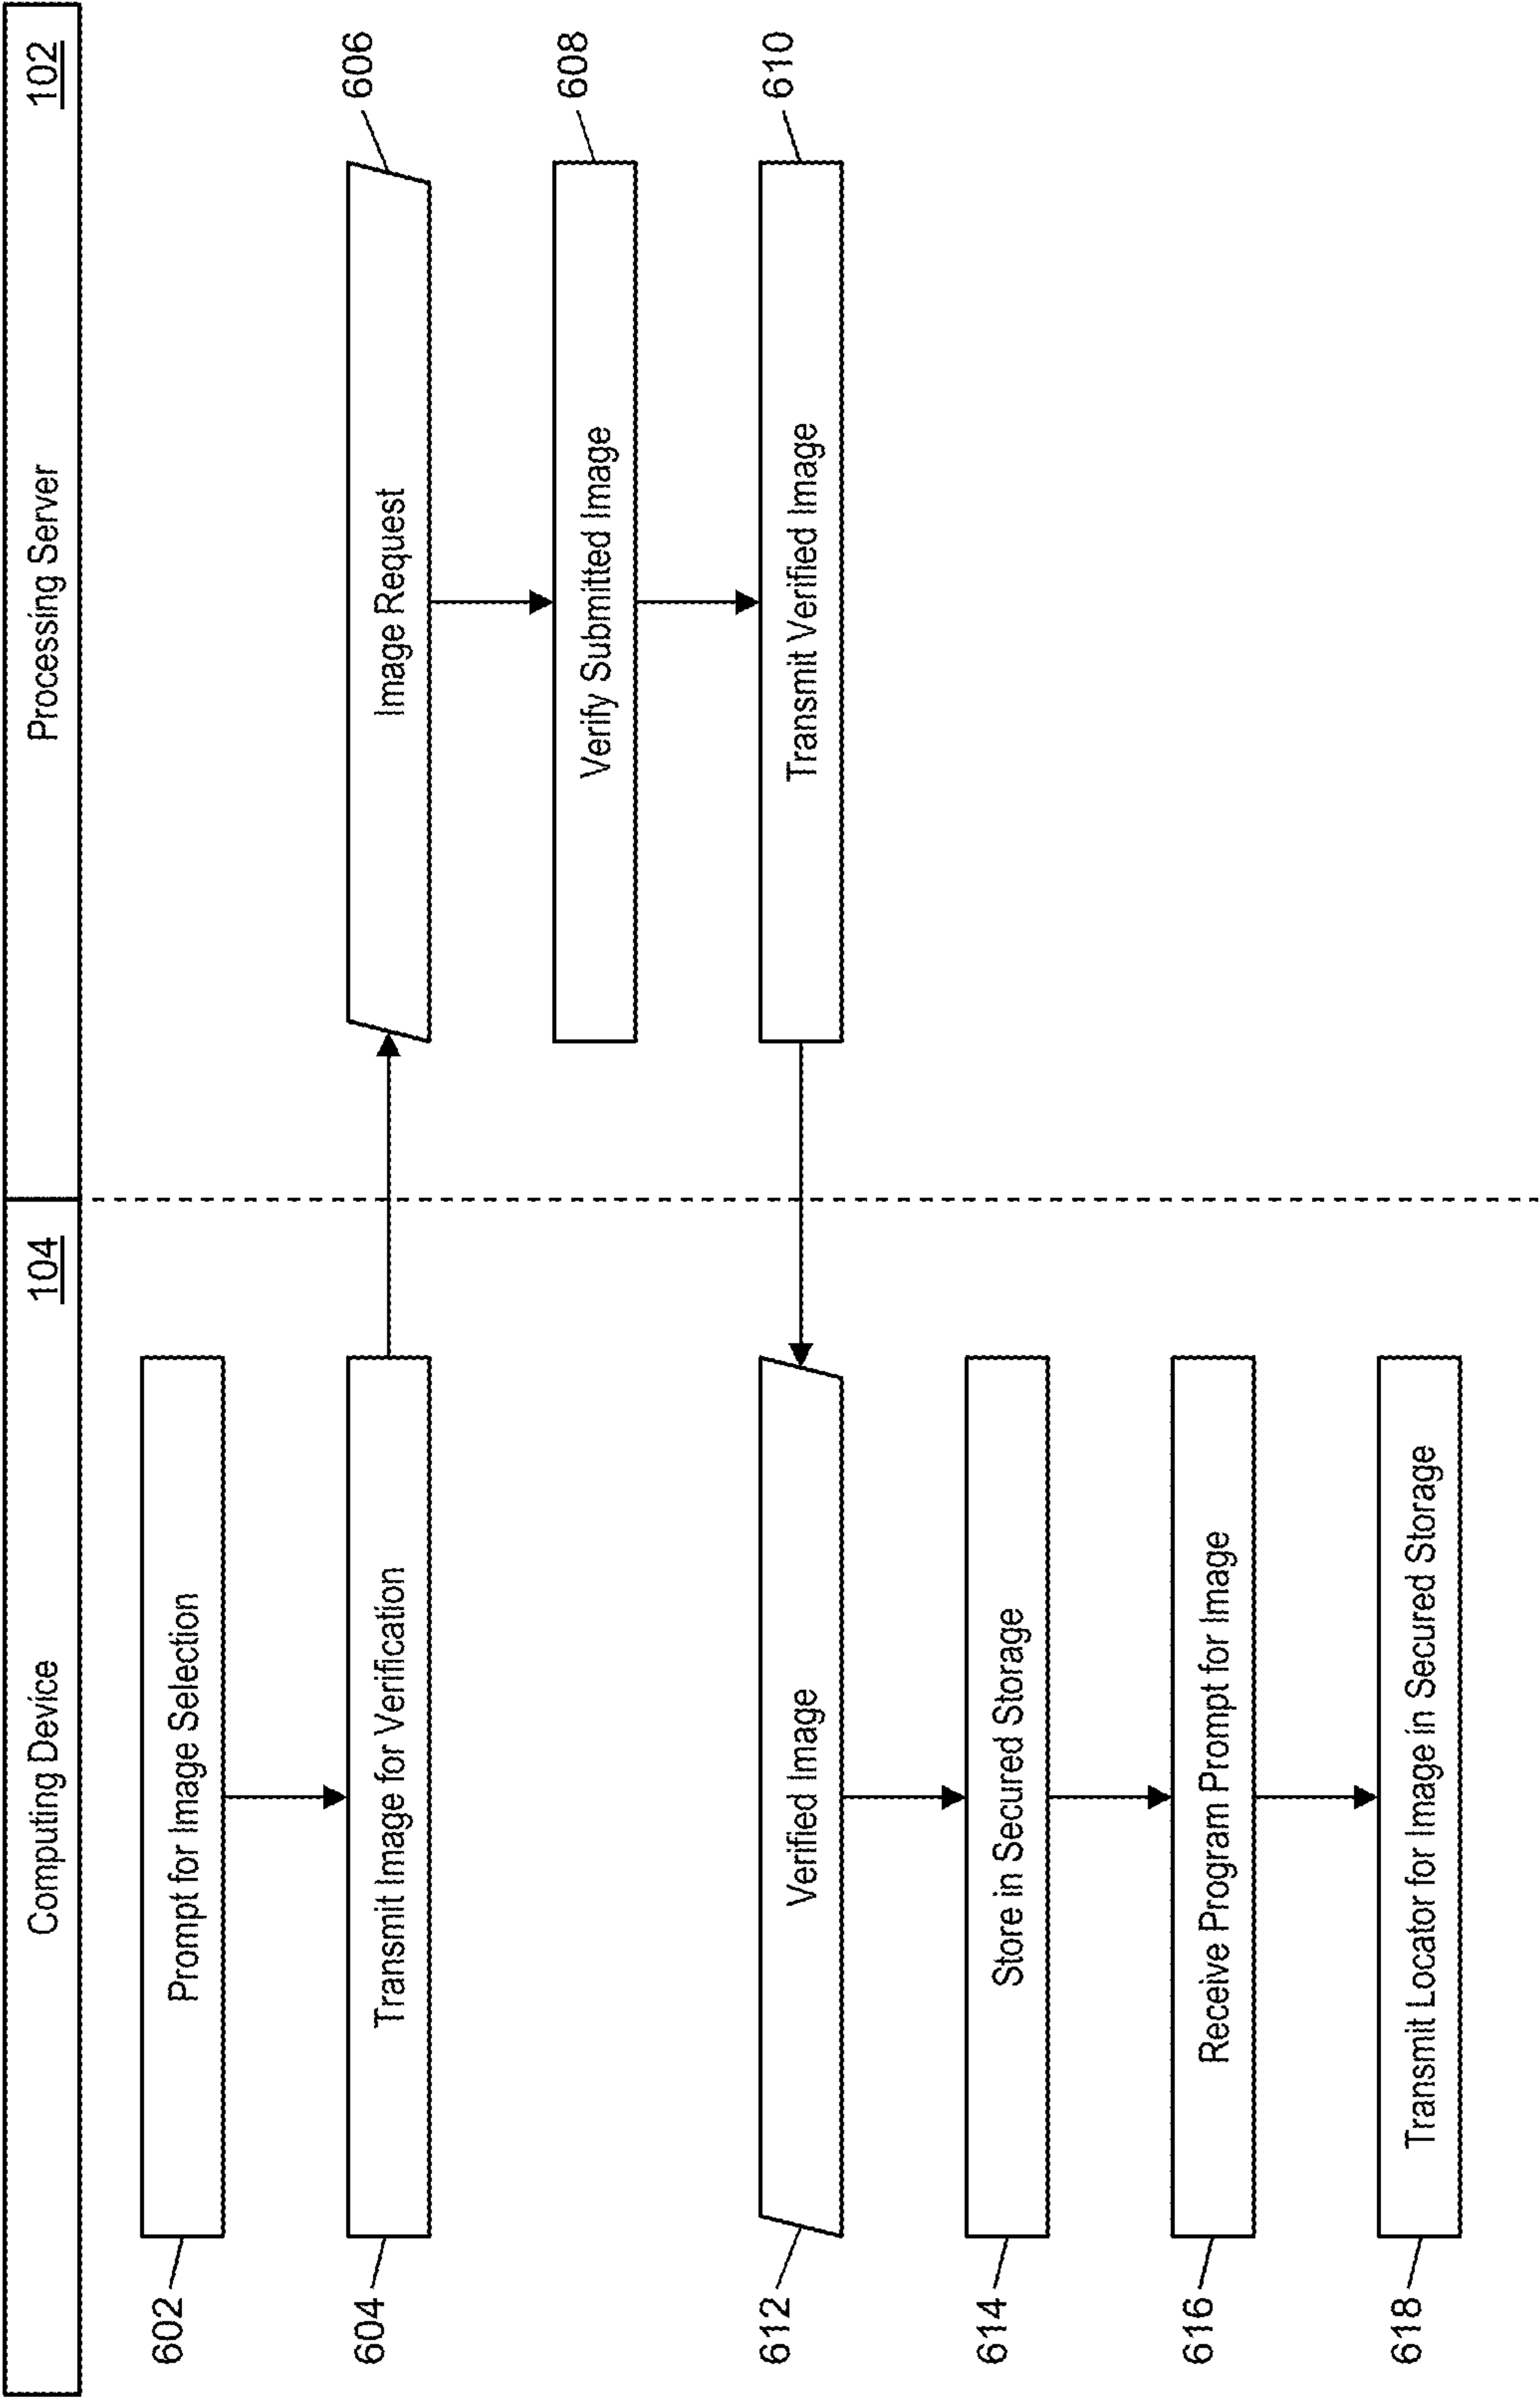 Computing Device
104
Processing Server
102
602
Prompt for Image Selection
604
Transmit Image for Verification
Image Request
606
Verify Submitted Image
608
Transmit Verified Image
610
612
Verified Image
614
Store in Secured Storage
616
Receive Program Prompt for Image
618
Transmit Locator for Image in Secured Storage